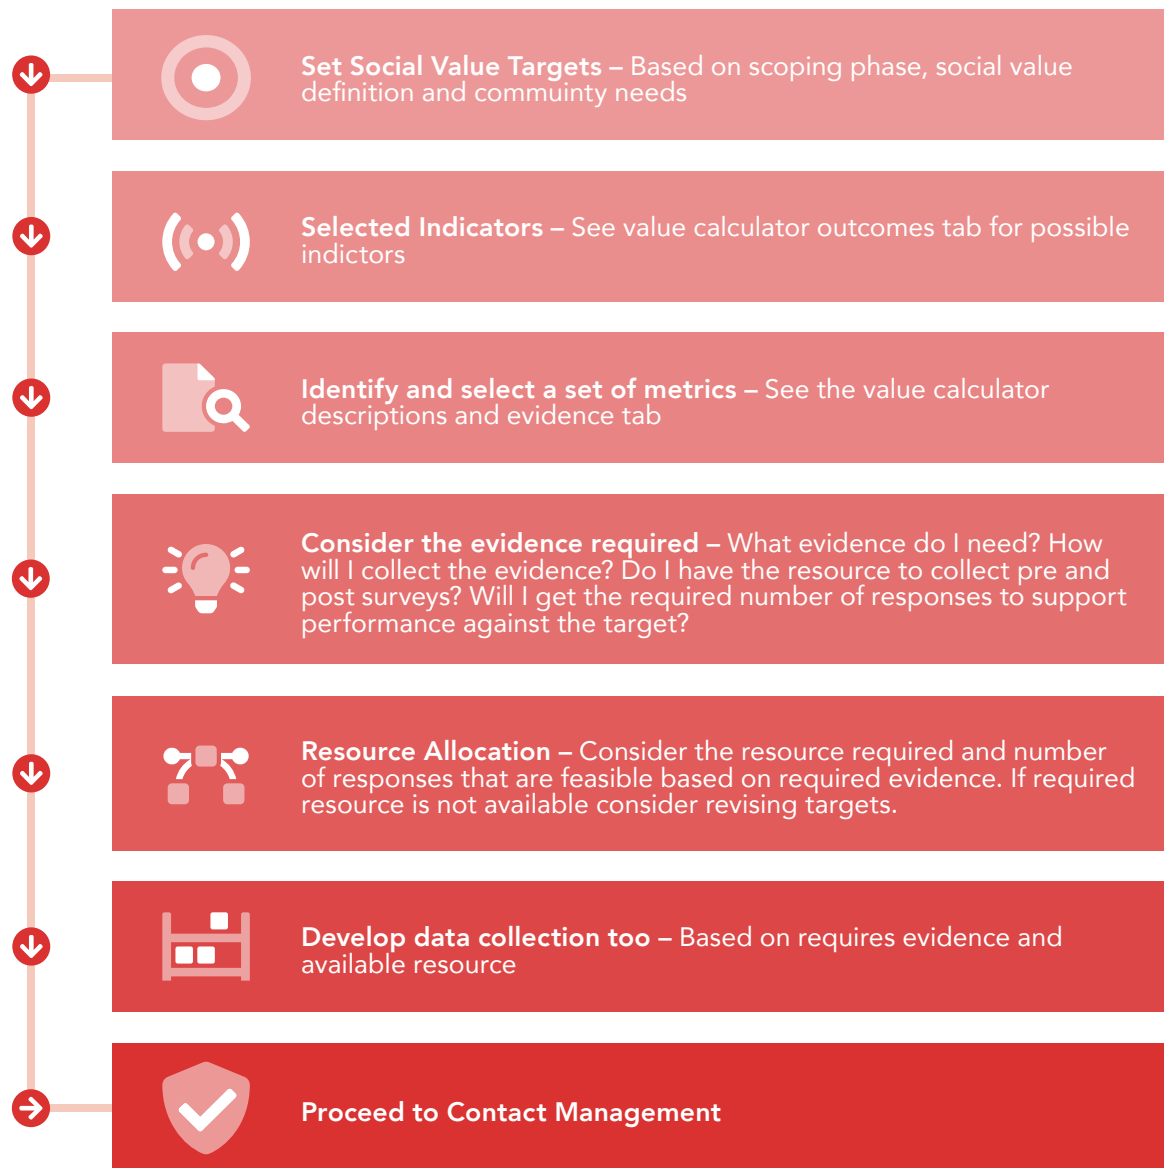 Set Social Value Targets – Based on scoping phase, social value
definition and commuinty needs
Selected Indicators – See value calculator outcomes tab for possible
indictors
Identify and select a set of metrics – See the value calculator
descriptions and evidence tab
Consider the evidence required – What evidence do I need? How
will I collect the evidence? Do I have the resource to collect pre and
post surveys? Will I get the required number of responses to support
performance against the target?
Resource Allocation – Consider the resource required and number
of responses that are feasible based on required evidence. If required
resource is not available consider revising targets.
Develop data collection too – Based on requires evidence and
available resource
Proceed to Contact Management